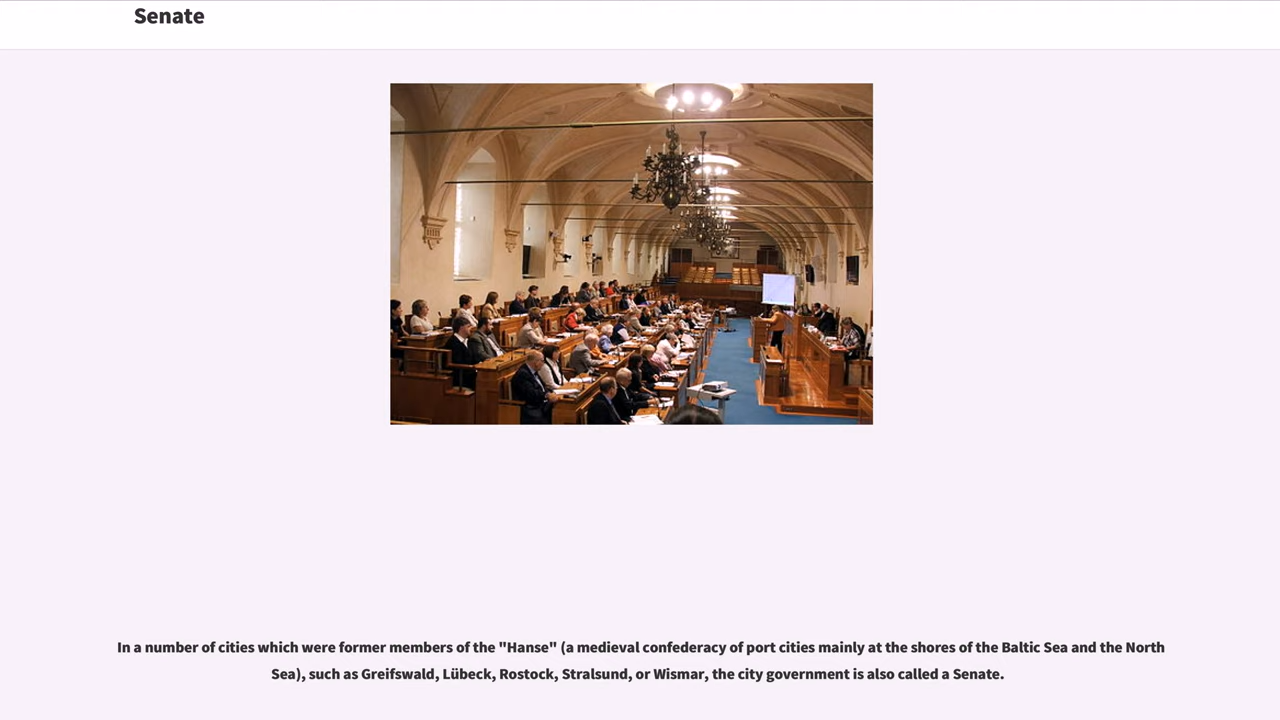 Senate
In a number of cities which were former members of the "Hanse" (a medieval confederacy of port cities mainly at the shores of the Baltic Sea and the North
Sea), such as Greifswald, Lübeck, Rostock, Stralsund, or Wismar, the city government is also called a Senate.